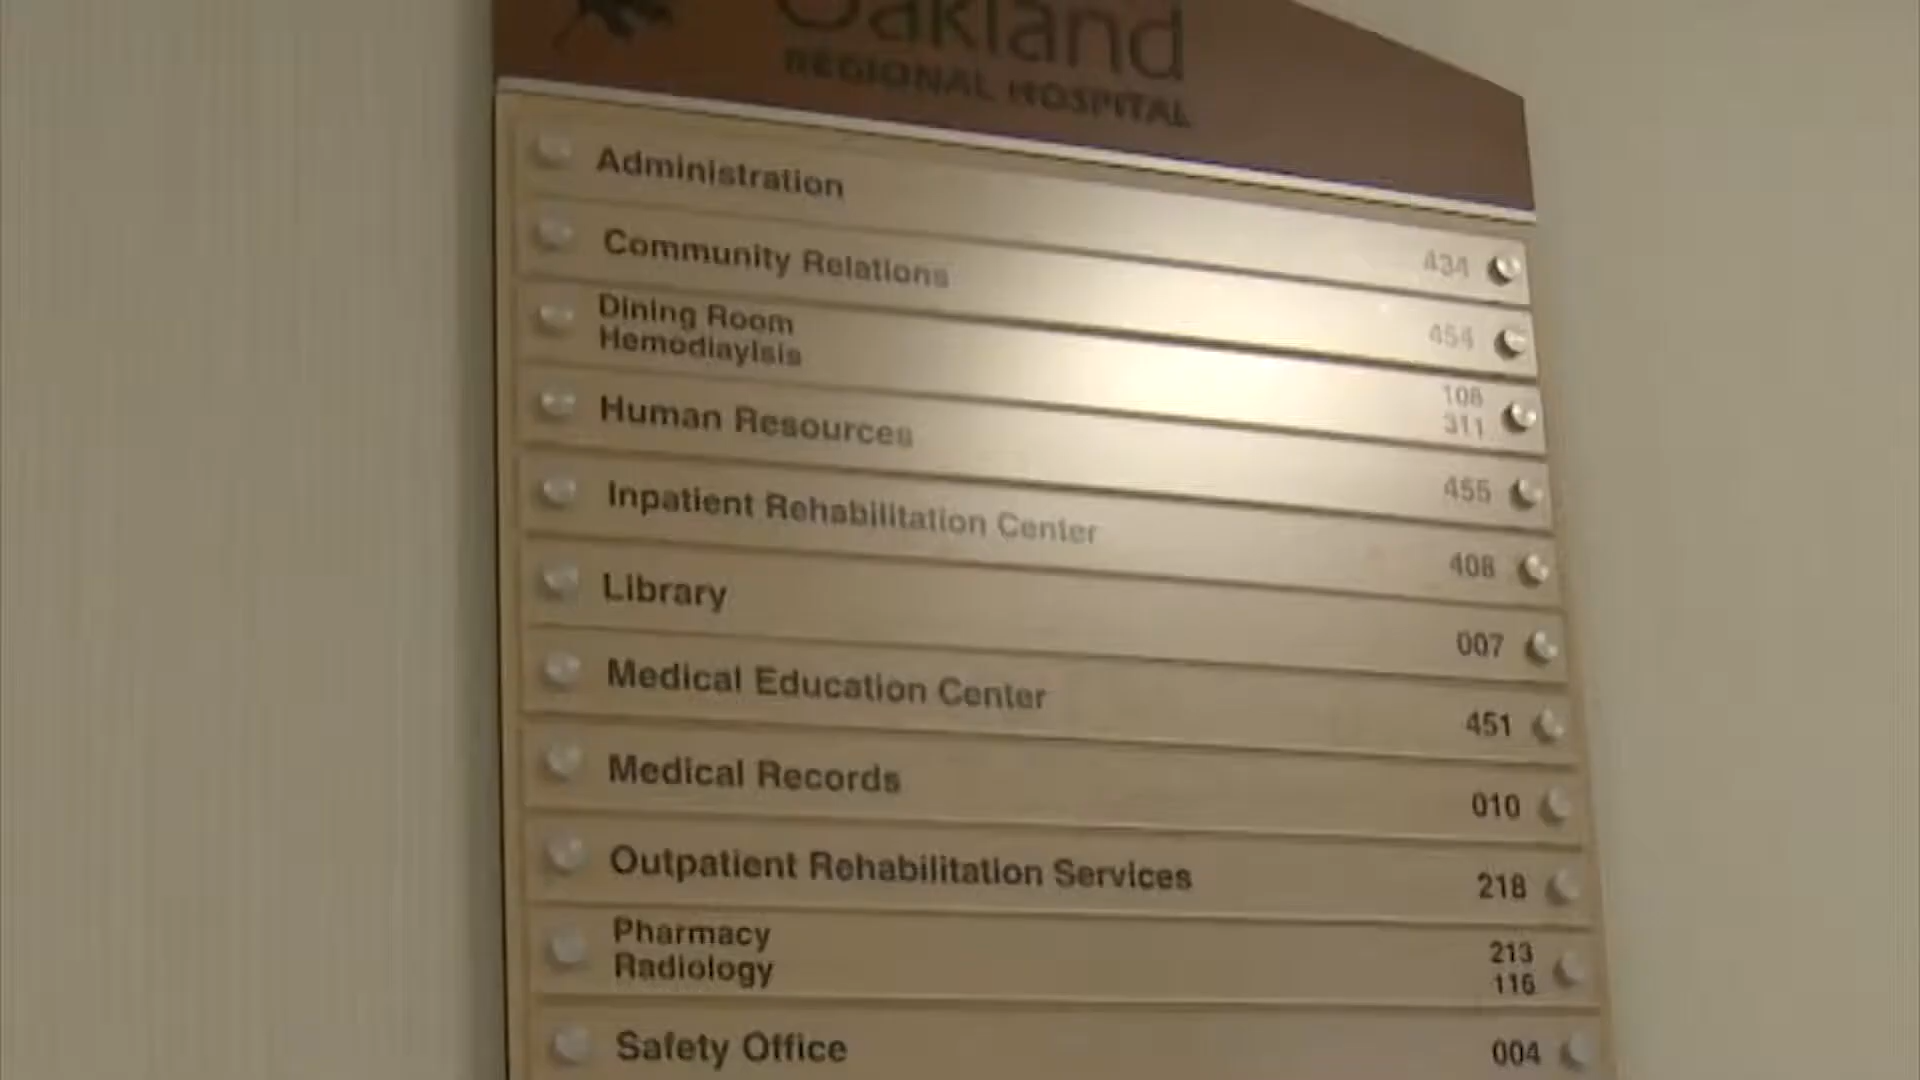 Oakland
REGIONAL HOSPITAL
Administration 434
Community Relations 454
Dining Room 108
Hemodiaylsis 311
Human Resources 455
Inpatient Rehabilitation Center 408
Library 007
Medical Education Center 451
Medical Records 010
Outpatient Rehabilitation Services 218
Pharmacy 213
Radiology 116
Safety Office 004